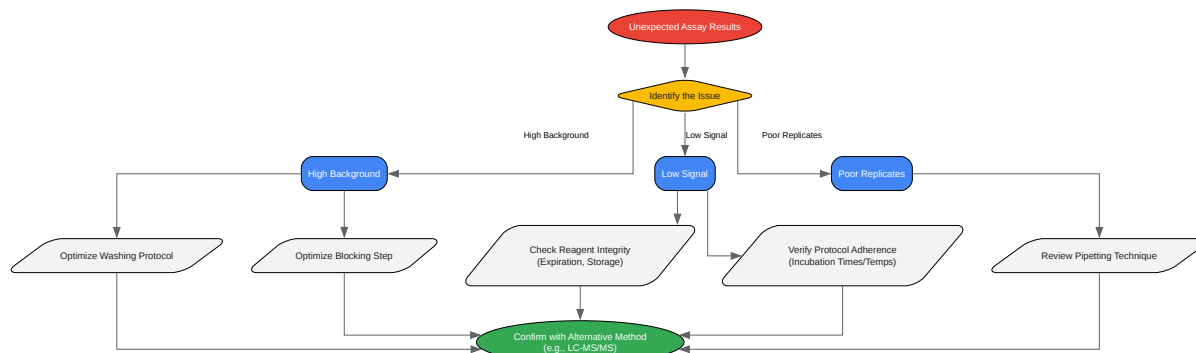 Unexpected Assay Results
Identify the Issue
High Background
Low Signal
Poor Replicates
High Background
Low Signal
Poor Replicates
Optimize Washing Protocol
Optimize Blocking Step
Check Reagent Integrity
(Expiration, Storage)
Verify Protocol Adherence
(Incubation Times/Temps)
Review Pipetting Technique
Confirm with Alternative Method
(e.g., LC-MS/MS)